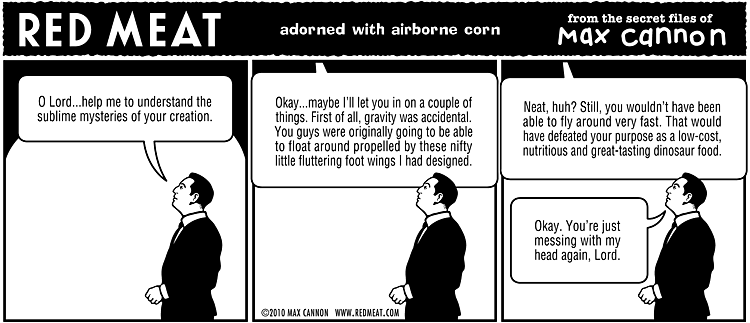 RED MEAT
adorned with airborne corn
from the secret files of
Max cannon
O Lord...help me to understand the
sublime mysteries of your creation.
Okay...maybe I'll let you in on a couple of
things. First of all, gravity was accidental.
You guys were originally going to be able
to float around propelled by these nifty
little fluttering foot wings I had designed.
©2010 MAX CANNON WWW.REDMEAT.COM
Neat, huh? Still, you wouldn't have been
able to fly around very fast. That would
have defeated your purpose as a low-cost,
nutritious and great-tasting dinosaur food.
Okay. You're just
messing with my
head again, Lord.